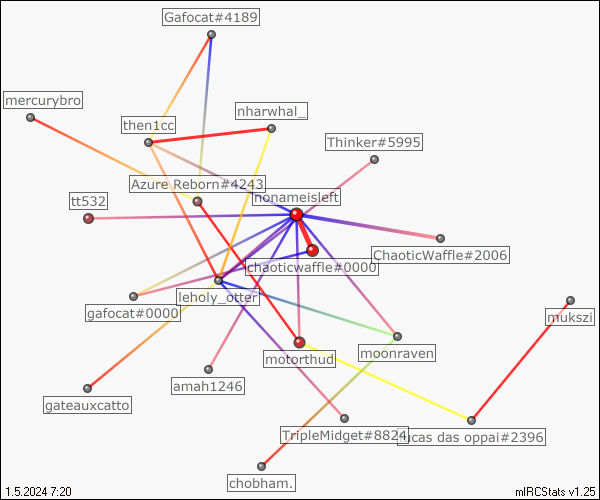 Gafocat#4189
mercurybro
nharwhal_
then1cc
Thinker#5995
Azure Reborn#4243
nonameisleft
tt532
ChaoticWaffle#2006
chaoticwaffle#0000
leholy_otter
gafocat#0000
mukszi
motorthud
moonraven
amah1246
gateauxcatto
TripleMidget#8824
ucas das oppai#2396
chobham.
1.5.2024 7:20
mIRCStats v1.25